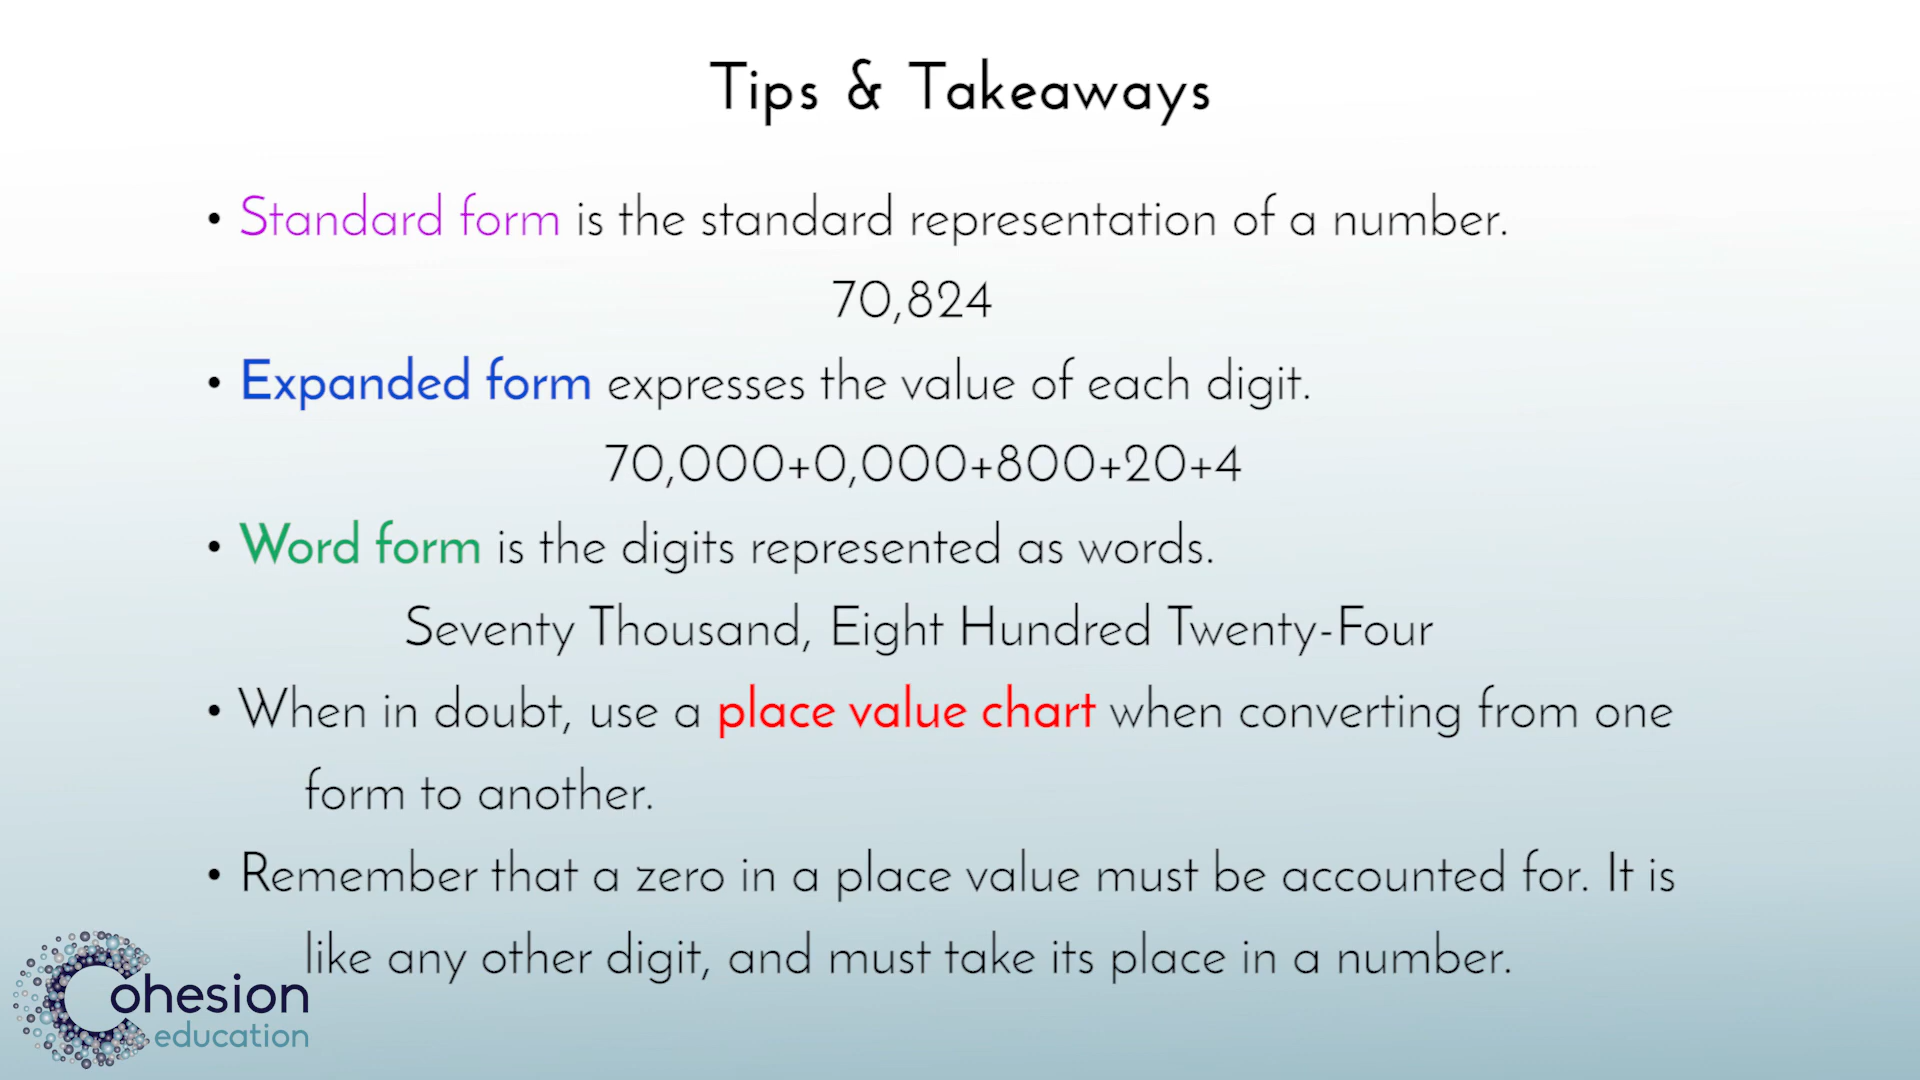 Tips & Takeaways
• Standard form is the standard representation of a number.
70,824
• Expanded form expresses the value of each digit.
70,000+0,000+800+20+4
• Word form is the digits represented as words.
Seventy Thousand, Eight Hundred Twenty-Four
• When in doubt, use a place value chart when converting from one
form to another.
• Remember that a zero in a place value must be accounted for. It is
like any other digit, and must take its place in a number.
Cohesion
education